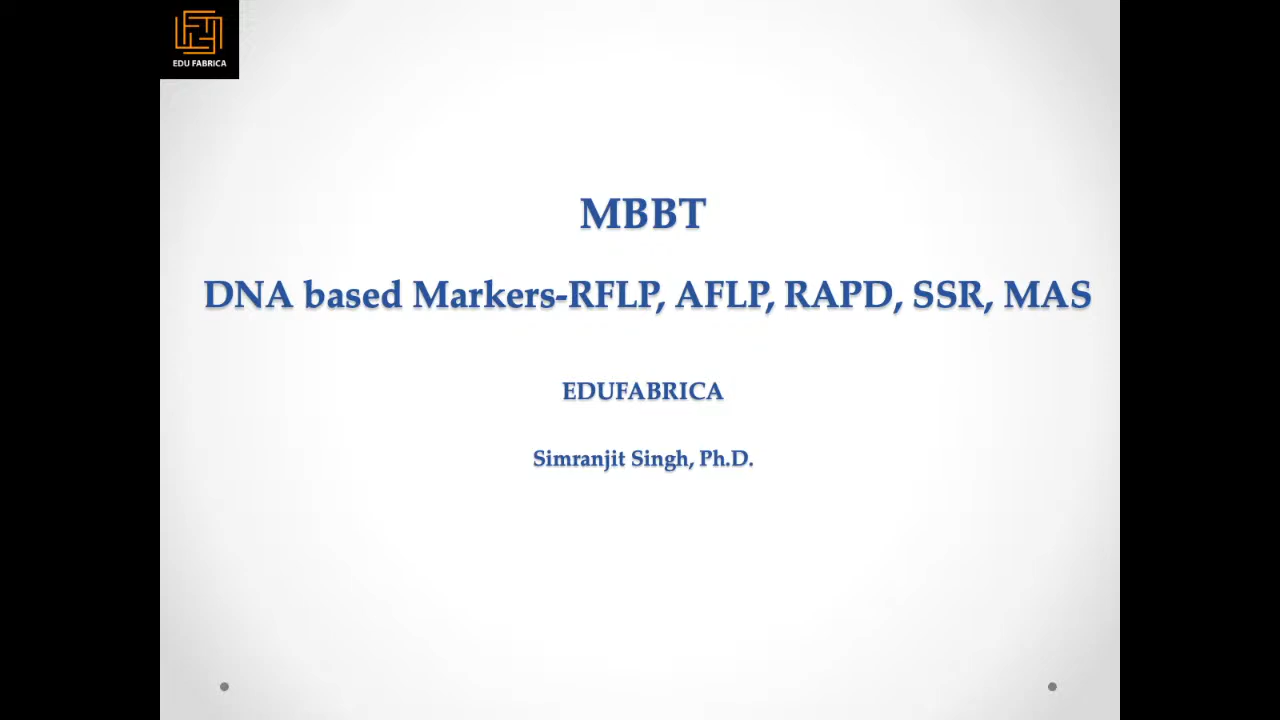 EDU FABRICA
MBBT
DNA based Markers-RFLP, AFLP, RAPD, SSR, MAS
EDUFABRICA
Simranjit Singh, Ph.D.